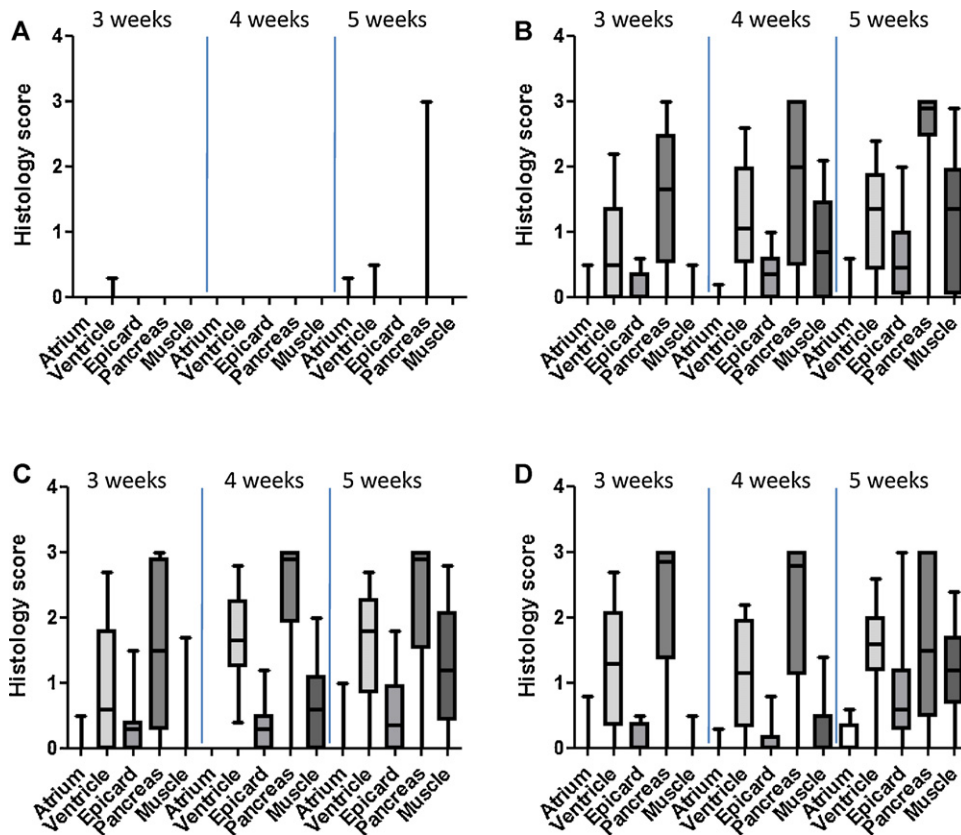 A
3 weeks 4 weeks 5 weeks
Histology score
4
3
2
1
0
Atrium
Ventricle
Epicard
Pancreas
Muscle
Atrium
Ventricle
Epicard
Pancreas
Muscle
Atrium
Ventricle
Epicard
Pancreas
Muscle
B
3 weeks 4 weeks 5 weeks
Histology score
4
3
2
1
0
Atrium
Ventricle
Epicard
Pancreas
Muscle
Atrium
Ventricle
Epicard
Pancreas
Muscle
Atrium
Ventricle
Epicard
Pancreas
Muscle
C
3 weeks 4 weeks 5 weeks
Histology score
4
3
2
1
0
Atrium
Ventricle
Epicard
Pancreas
Muscle
Atrium
Ventricle
Epicard
Pancreas
Muscle
Atrium
Ventricle
Epicard
Pancreas
Muscle
D
3 weeks 4 weeks 5 weeks
Histology score
4
3
2
1
0
Atrium
Ventricle
Epicard
Pancreas
Muscle
Atrium
Ventricle
Epicard
Pancreas
Muscle
Atrium
Ventricle
Epicard
Pancreas
Muscle